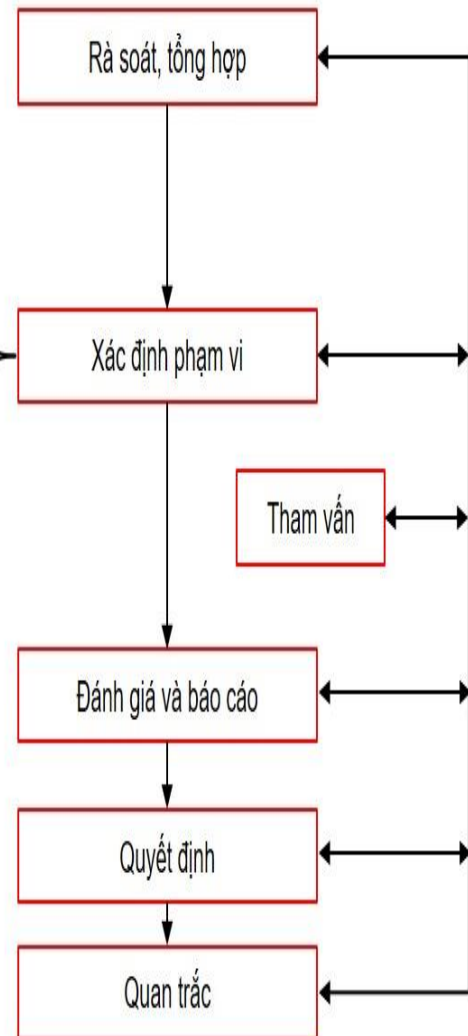 Rà soát, tổng hợp
Xác định phạm vi
Tham vấn
Đánh giá và báo cáo
Quyết định
Quan trắc